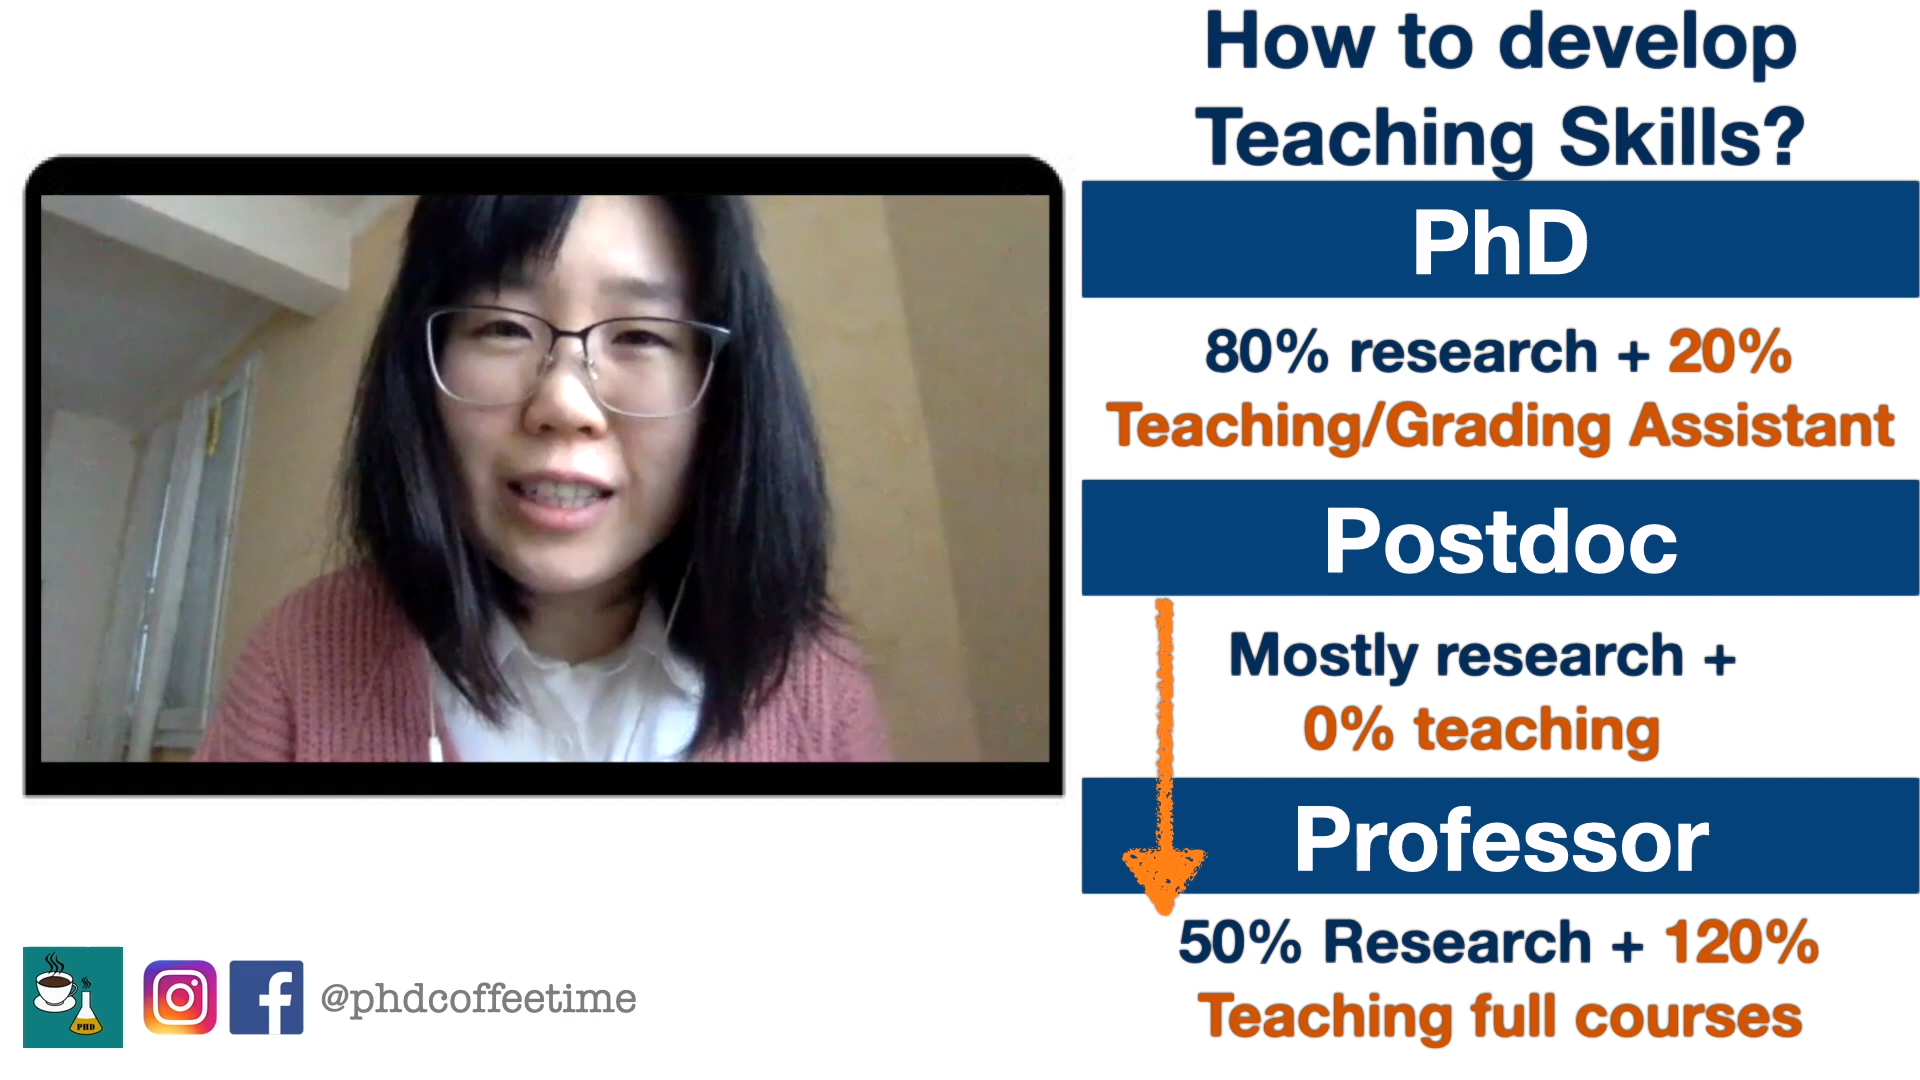 How to develop
Teaching Skills?
PhD
80% research + 20%
Teaching/Grading Assistant
Postdoc
Mostly research +
0% teaching
Professor
50% Research + 120%
Teaching full courses
PHD
@phdcoffeetime